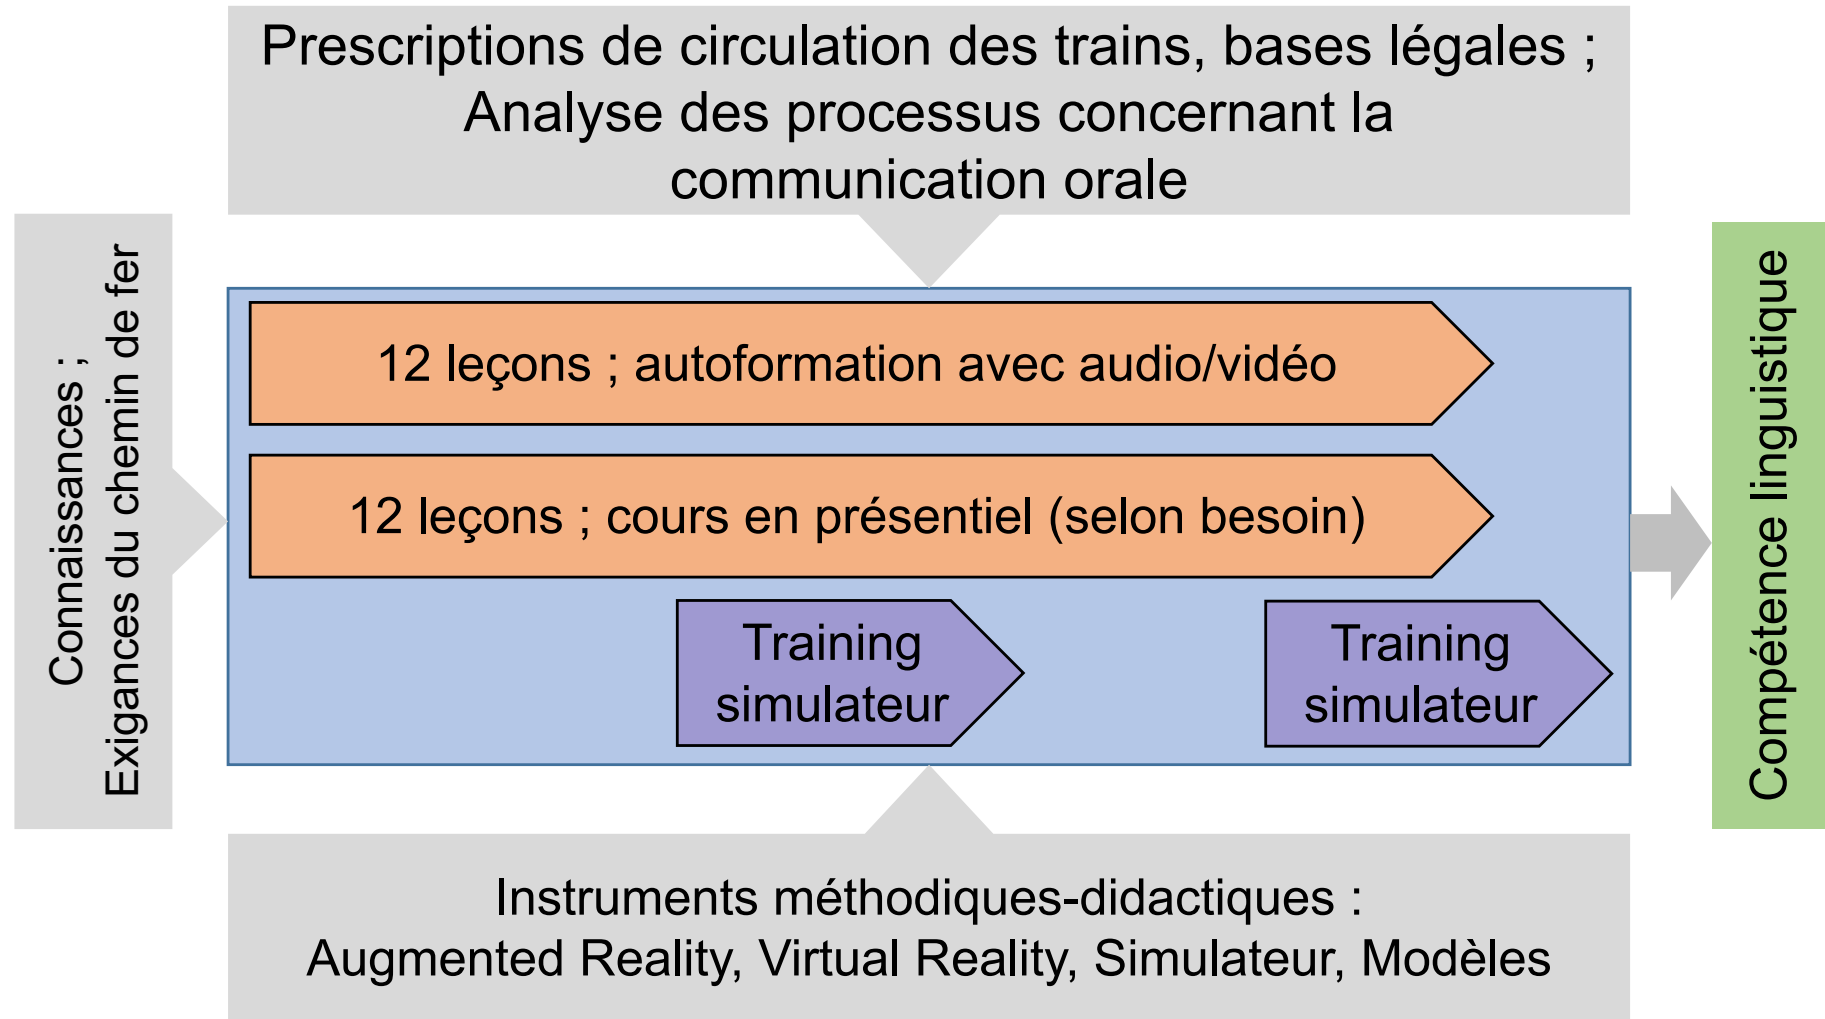 Prescriptions de circulation des trains, bases légales ;
Analyse des processus concernant la
communication orale
Connaissances ;
Exigances du chemin de fer
12 leçons ; autoformation avec audio/vidéo
12 leçons ; cours en présentiel (selon besoin)
Training
simulateur
Training
simulateur
Compétence linguistique
Instruments méthodiques-didactiques :
Augmented Reality, Virtual Reality, Simulateur, Modèles